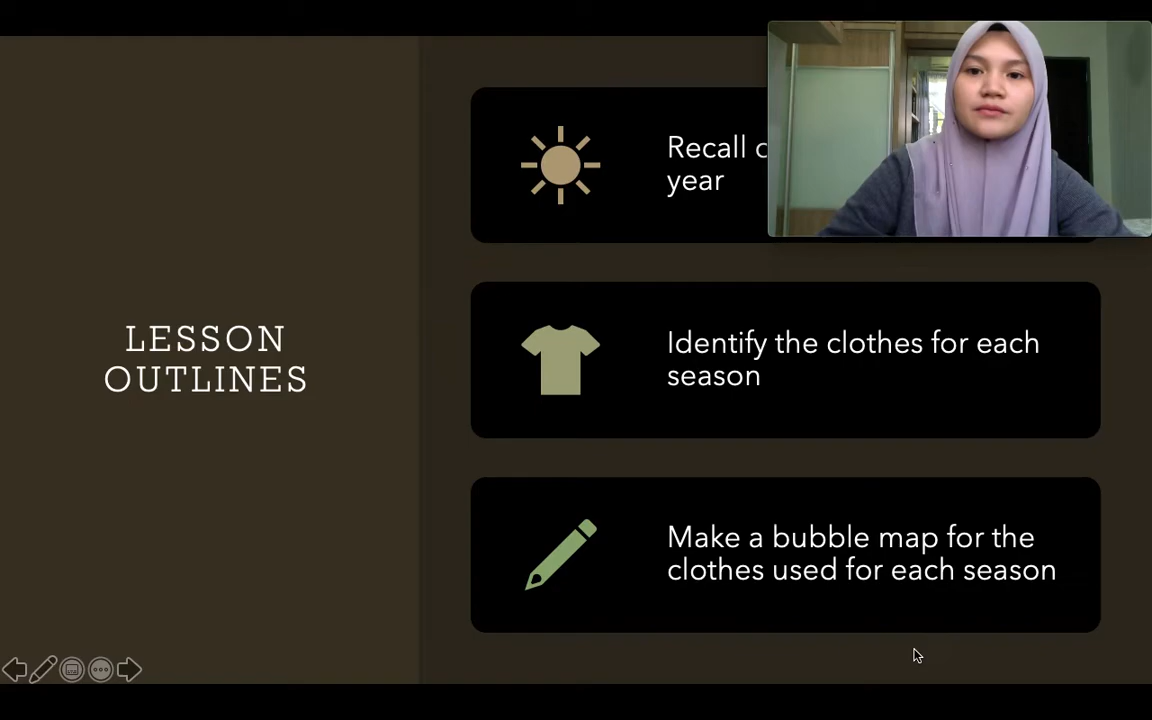 LESSON
OUTLINES
Recall
year
Identify the clothes for each
season
Make a bubble map for the
clothes used for each season